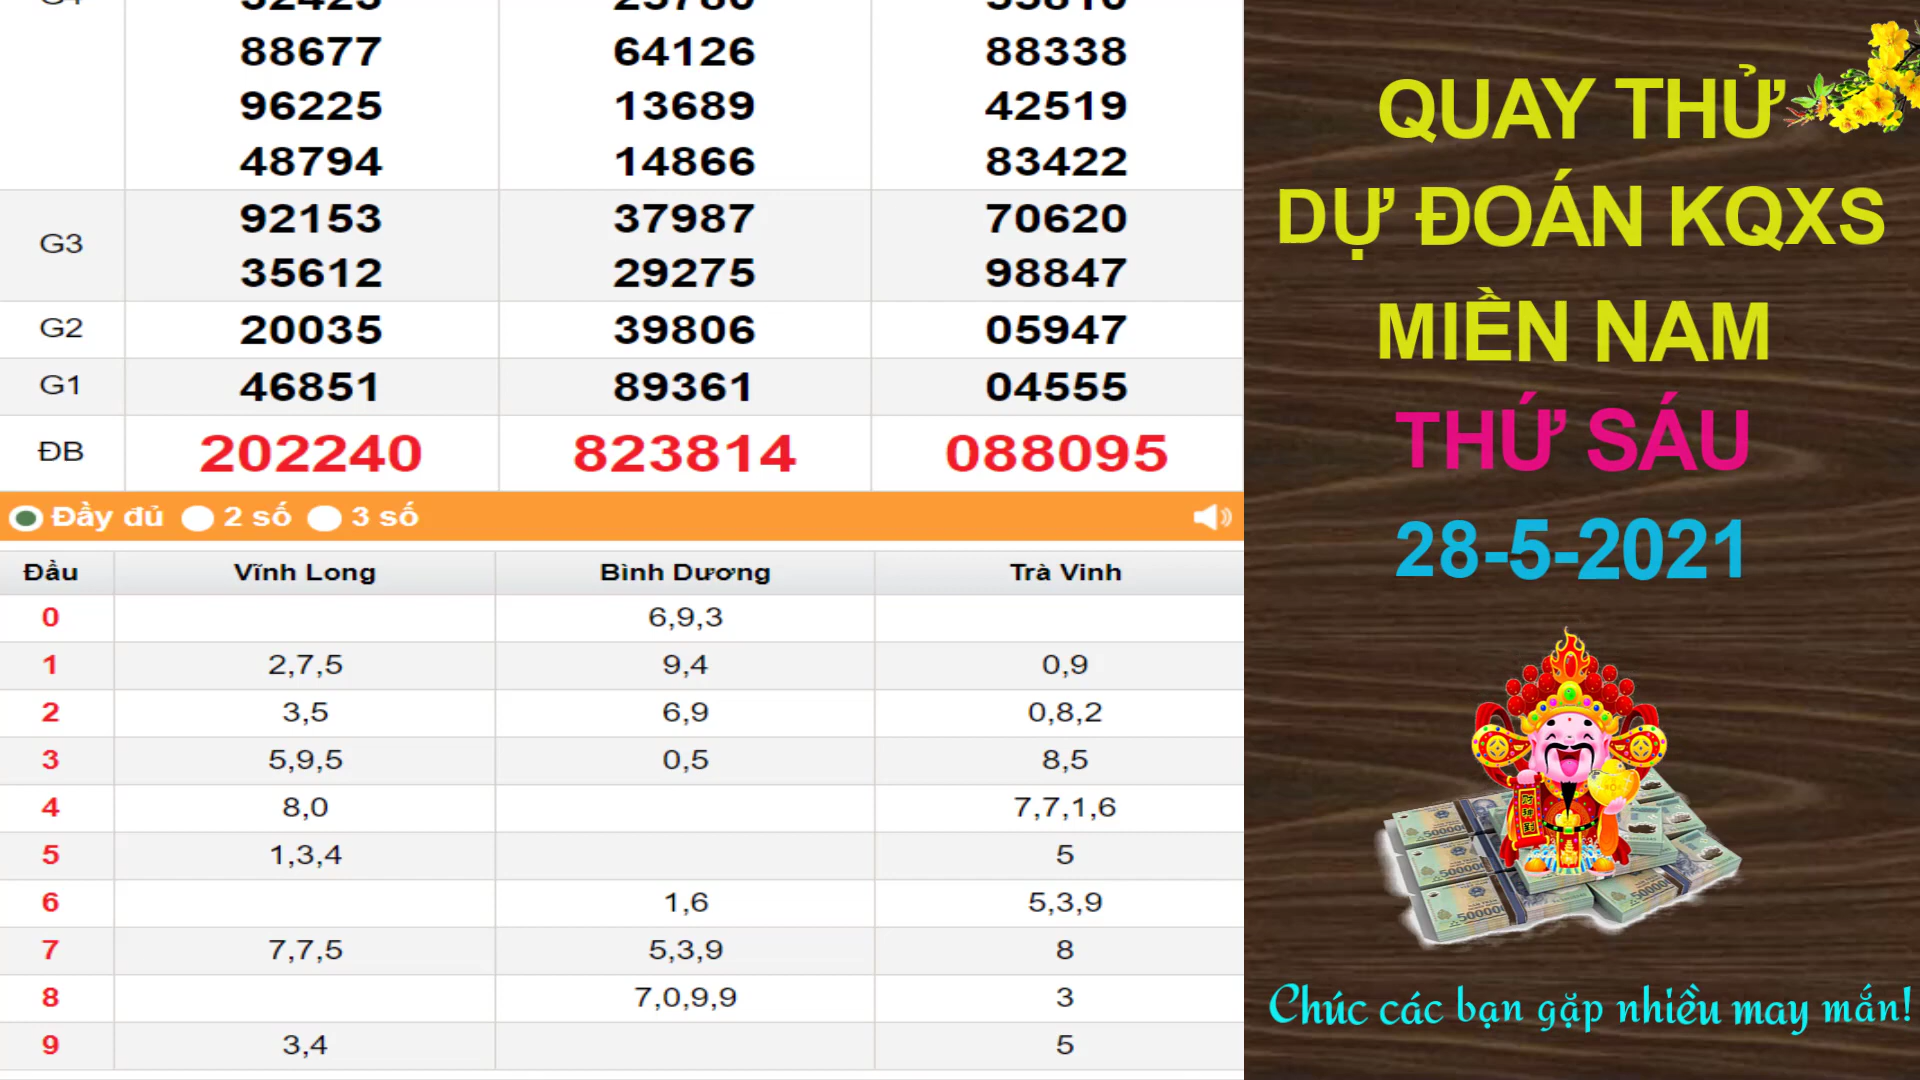 88677 64126 88338
96225 13689 42519
48794 14866 83422
G3 92153 37987 70620
35612 29275 98847
G2 20035 39806 05947
G1 46851 89361 04555
ĐB 202240 823814 088095
Đầy đủ 2 số 3 số
Đầu Vĩnh Long Bình Dương Trà Vinh
0 6,9,3
1 2,7,5 9,4 0,9
2 3,5 6,9 0,8,2
3 5,9,5 0,5 8,5
4 8,0 7,7,1,6
5 1,3,4 5
6 1,6 5,3,9
7 7,7,5 5,3,9 8
8 7,0,9,9 3
9 3,4 5
QUAY THỬ
DỰ ĐOÁN KQXS
MIỀN NAM
THỨ SÁU
28-5-2021
Chúc các bạn gặp nhiều may mắn!